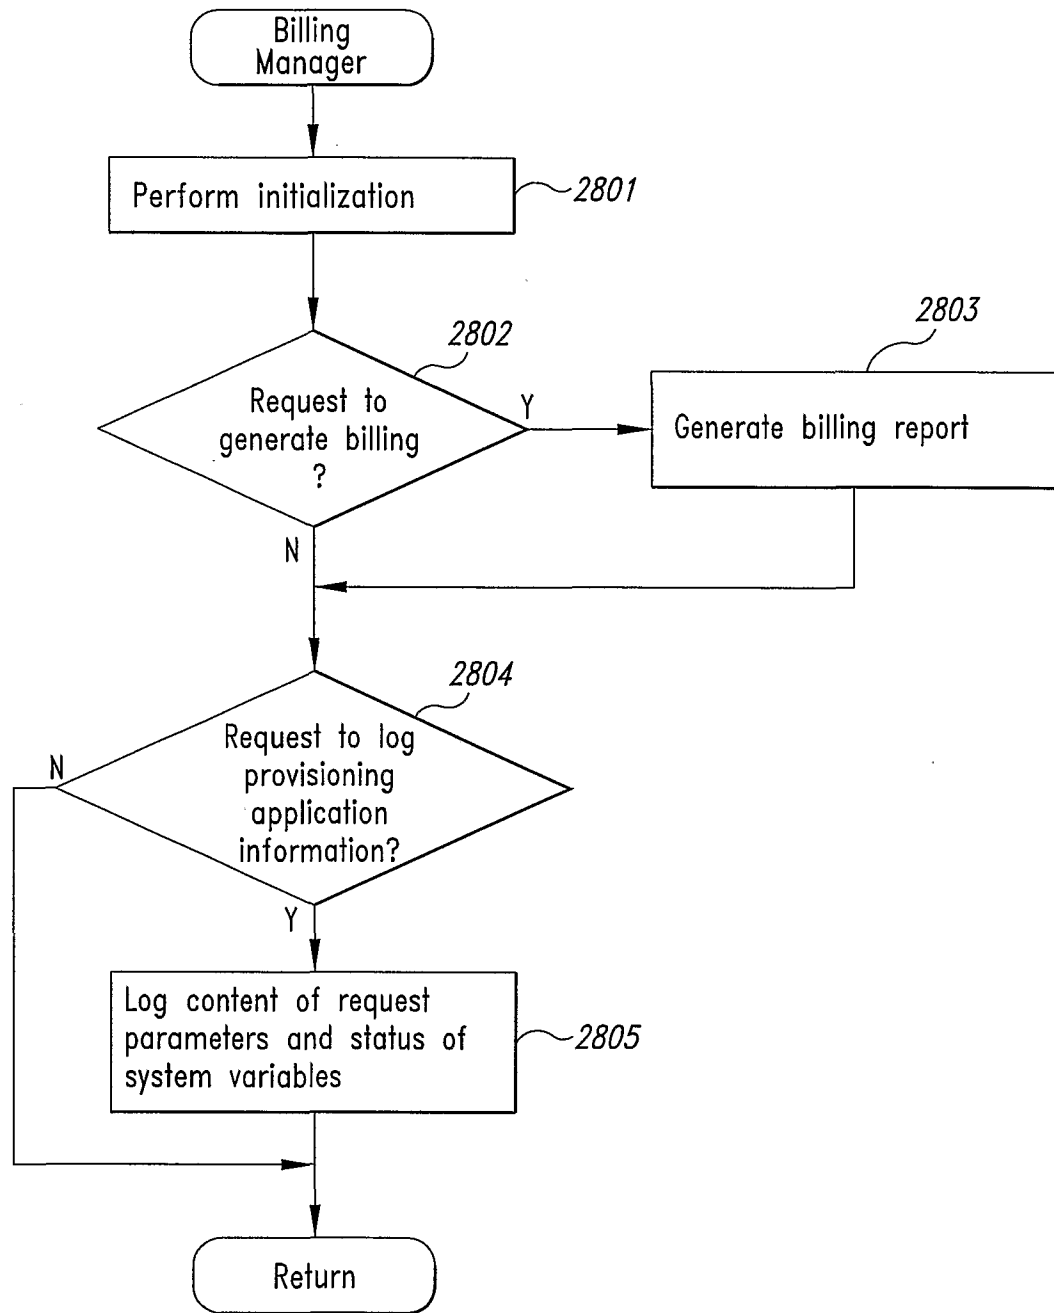 Billing
Manager
Perform initialization
2801
2802
Request to
generate billing
?
Y
N
2803
Generate billing report
2804
Request to log
provisioning
application
information?
N
Y
Log content of request
parameters and status of
system variables
2805
Return